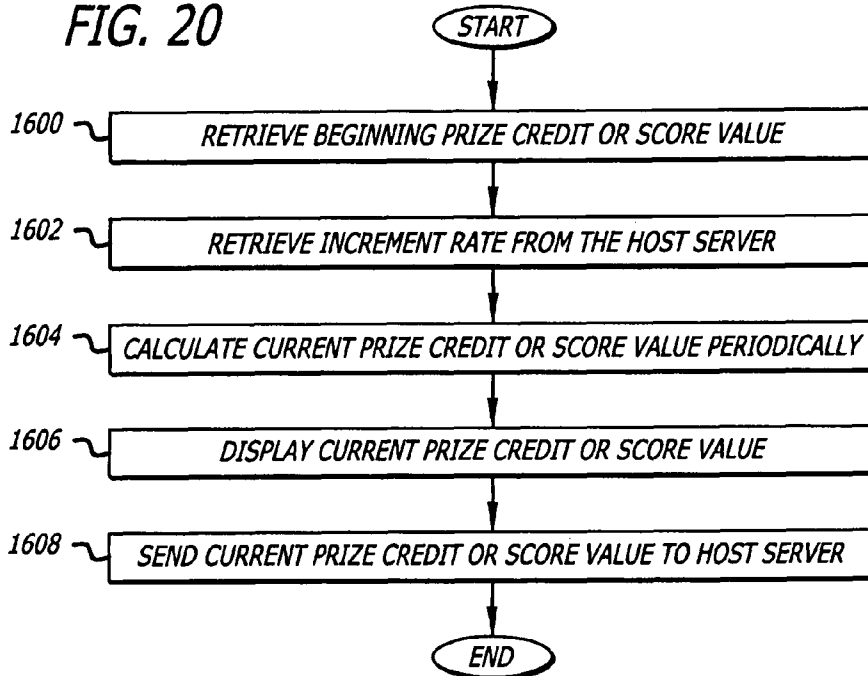 FIG. 20
START
1600 RETRIEVE BEGINNING PRIZE CREDIT OR SCORE VALUE
1602 RETRIEVE INCREMENT RATE FROM THE HOST SERVER
1604 CALCULATE CURRENT PRIZE CREDIT OR SCORE VALUE PERIODICALLY
1606 DISPLAY CURRENT PRIZE CREDIT OR SCORE VALUE
1608 SEND CURRENT PRIZE CREDIT OR SCORE VALUE TO HOST SERVER
END